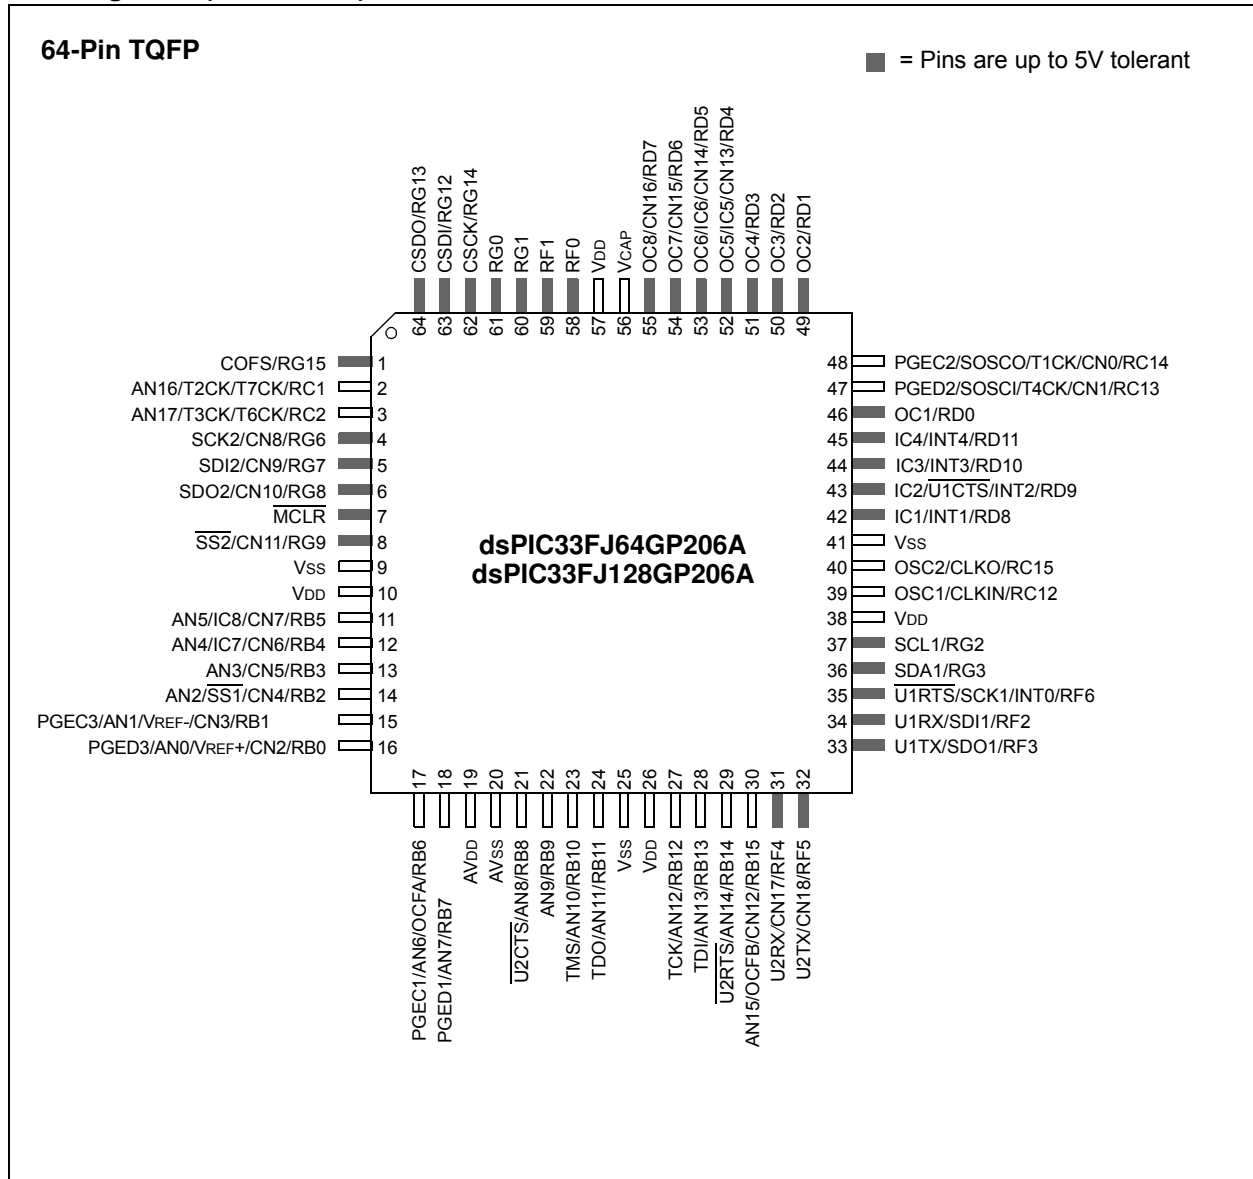 64-Pin TQFP
= Pins are up to 5V tolerant
CSDO/RG13
CSDI/RG12
CSCK/RG14
RG0
RG1
RF1
RF0
VDD
VCAP
OC8/CN16/RD7
OC7/CN15/RD6
OC6/IC6/CN14/RD5
OC5/IC5/CN13/RD4
OC4/RD3
OC3/RD2
OC2/RD1
64 63 62 61 60 59 58 57 56 55 54 53 52 51 50 49
COFS/RG15 1
AN16/T2CK/T7CK/RC1 2
AN17/T3CK/T6CK/RC2 3
SCK2/CN8/RG6 4
SDI2/CN9/RG7 5
SDO2/CN10/RG8 6
MCLR 7
SS2/CN11/RG9 8
VSS 9
VDD 10
AN5/IC8/CN7/RB5 11
AN4/IC7/CN6/RB4 12
AN3/CN5/RB3 13
AN2/SS1/CN4/RB2 14
PGEC3/AN1/VREF-/CN3/RB1 15
PGED3/AN0/VREF+/CN2/RB0 16
dsPIC33FJ64GP206A
dsPIC33FJ128GP206A
48 PGEC2/SOSCO/T1CK/CN0/RC14
47 PGED2/SOSCI/T4CK/CN1/RC13
46 OC1/RD0
45 IC4/INT4/RD11
44 IC3/INT3/RD10
43 IC2/U1CTS/INT2/RD9
42 IC1/INT1/RD8
41 VSS
40 OSC2/CLKO/RC15
39 OSC1/CLKIN/RC12
38 VDD
37 SCL1/RG2
36 SDA1/RG3
35 U1RTS/SCK1/INT0/RF6
34 U1RX/SDI1/RF2
33 U1TX/SDO1/RF3
17 18 19 20 21 22 23 24 25 26 27 28 29 30 31 32
PGEC1/AN6/OCFA/RB6
PGED1/AN7/RB7
AVDD
AVSS
U2CTS/AN8/RB8
AN9/RB9
TMS/AN10/RB10
TDO/AN11/RB11
VSS
VDD
TCK/AN12/RB12
TDI/AN13/RB13
U2RTS/AN14/RB14
AN15/OCFB/CN12/RB15
U2RX/CN17/RF4
U2TX/CN18/RF5